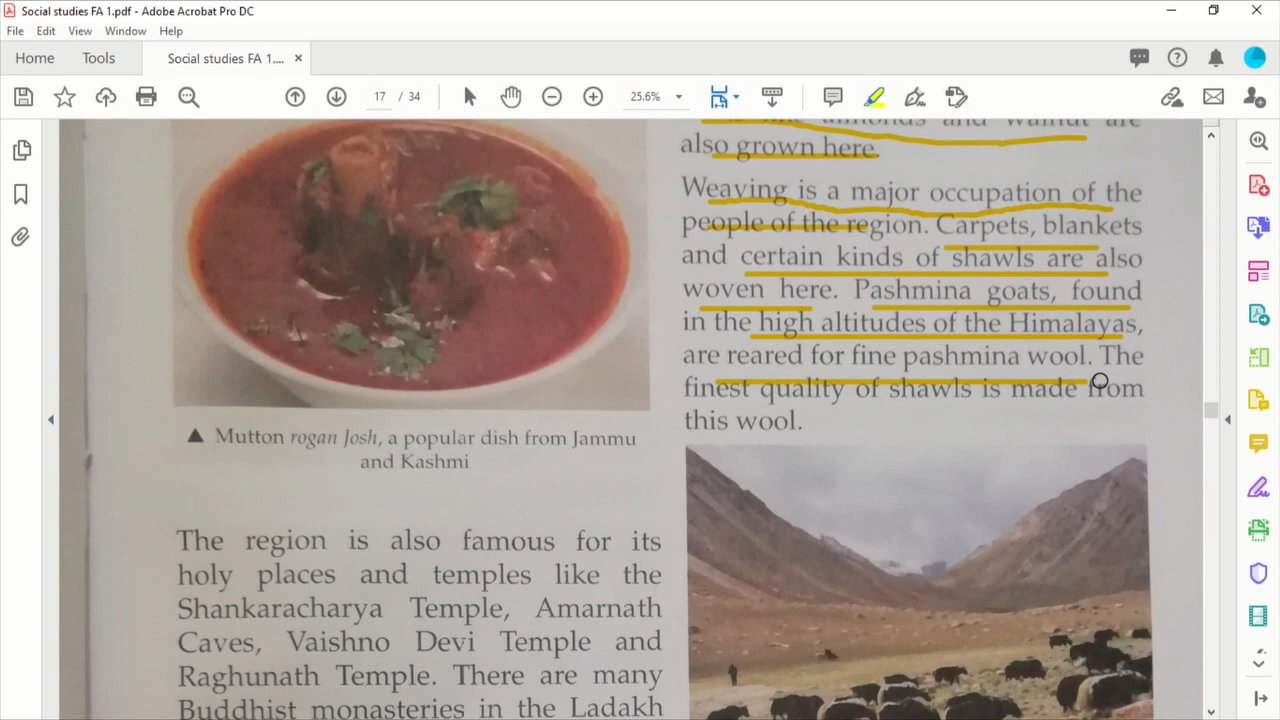 Social studies FA 1.pdf - Adobe Acrobat Pro DC
File Edit View Window Help
Home Tools Social studies FA 1....
17 / 34 25.6%
also grown here.
Weaving is a major occupation of the
people of the region. Carpets, blankets
and certain kinds of shawls are also
woven here. Pashmina goats, found
in the high altitudes of the Himalayas,
are reared for fine pashmina wool. The
finest quality of shawls is made from
this wool.
▲ Mutton rogan Josh, a popular dish from Jammu
and Kashmi
The region is also famous for its
holy places and temples like the
Shankaracharya Temple, Amarnath
Caves, Vaishno Devi Temple and
Raghunath Temple. There are many
Buddhist monasteries in the Ladakh